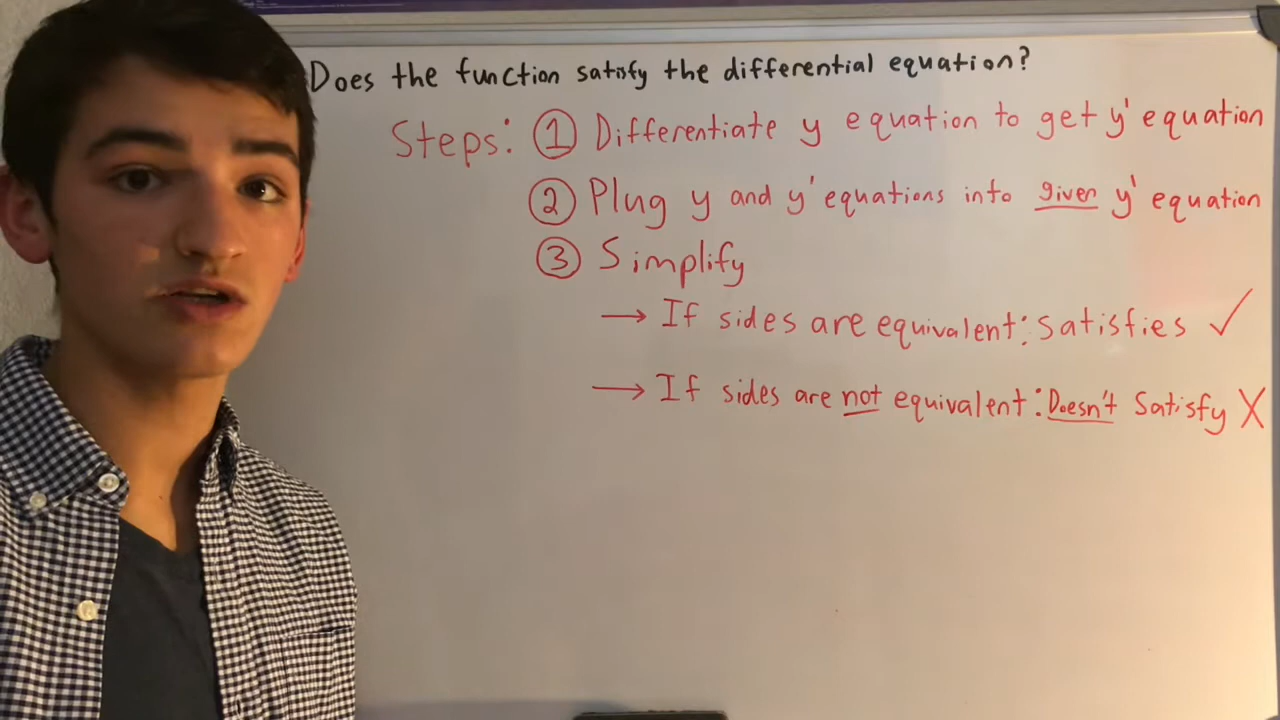 Does the function satisfy the differential equation?
Steps: ① Differentiate y equation to get y' equation
② Plug y and y' equations into given y' equation
③ Simplify
→ If sides are equivalent: Satisfies ✓
→ If sides are not equivalent: Doesn't Satisfy X